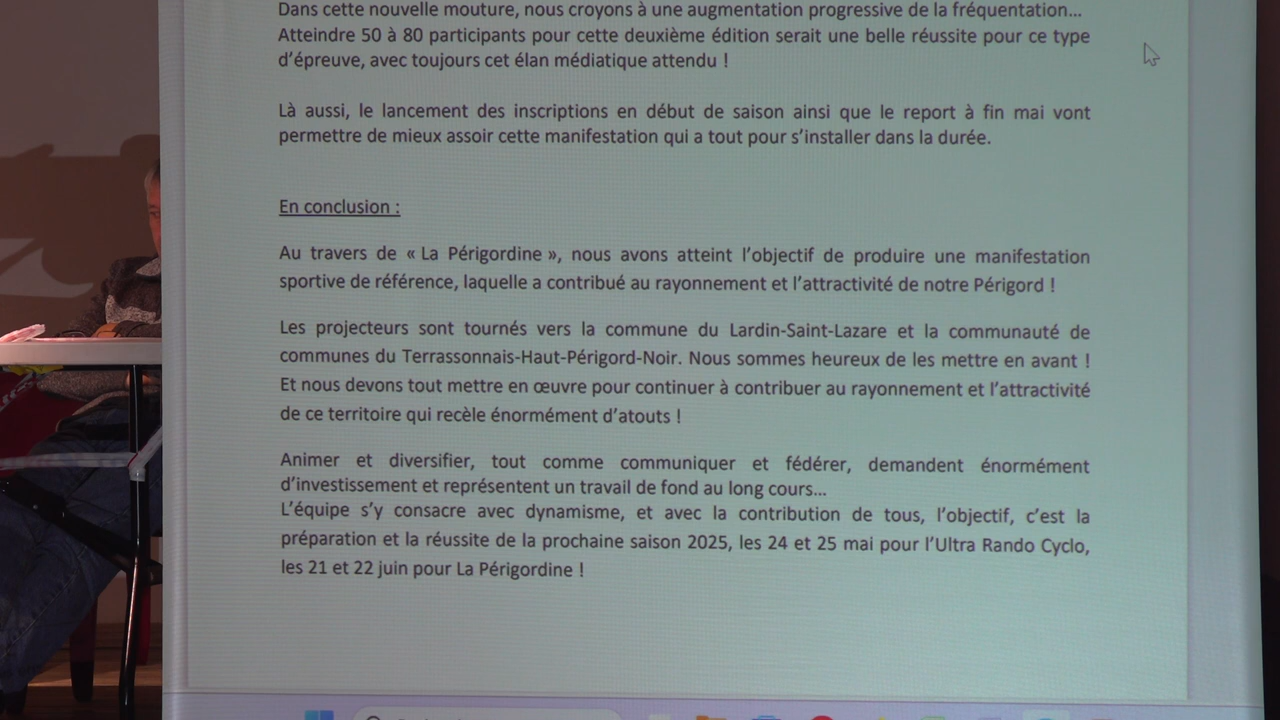 Dans cette nouvelle mouture, nous croyons à une augmentation progressive de la fréquentation...
Atteindre 50 à 80 participants pour cette deuxième édition serait une belle réussite pour ce type
d'épreuve, avec toujours cet élan médiatique attendu !
Là aussi, le lancement des inscriptions en début de saison ainsi que le report à fin mai vont
permettre de mieux assoir cette manifestation qui a tout pour s'installer dans la durée.
En conclusion :
Au travers de « La Périgordine », nous avons atteint l'objectif de produire une manifestation
sportive de référence, laquelle a contribué au rayonnement et l'attractivité de notre Périgord !
Les projecteurs sont tournés vers la commune du Lardin-Saint-Lazare et la communauté de
communes du Terrassonnais-Haut-Périgord-Noir. Nous sommes heureux de les mettre en avant !
Et nous devons tout mettre en œuvre pour continuer à contribuer au rayonnement et l'attractivité
de ce territoire qui recèle énormément d'atouts !
Animer et diversifier, tout comme communiquer et fédérer, demandent énormément
d'investissement et représentent un travail de fond au long cours...
L'équipe s'y consacre avec dynamisme, et avec la contribution de tous, l'objectif, c'est la
préparation et la réussite de la prochaine saison 2025, les 24 et 25 mai pour l'Ultra Rando Cyclo,
les 21 et 22 juin pour La Périgordine !